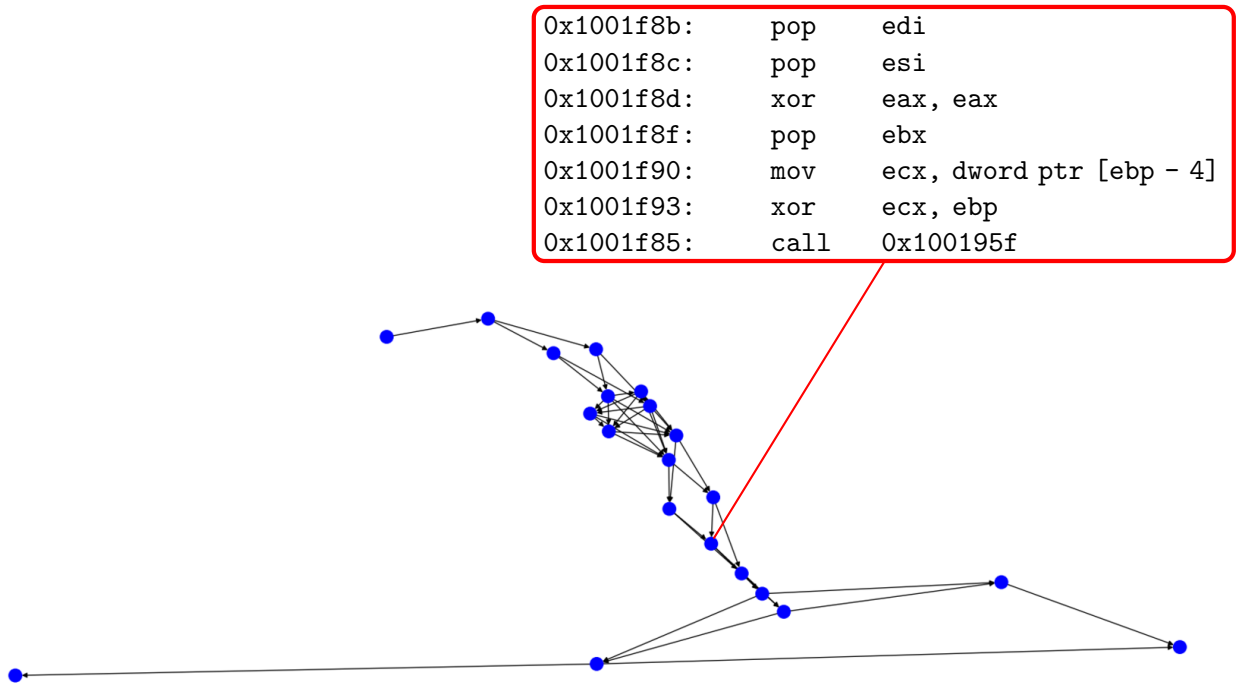 0x1001f8b: pop edi
0x1001f8c: pop esi
0x1001f8d: xor eax, eax
0x1001f8f: pop ebx
0x1001f90: mov ecx, dword ptr [ebp - 4]
0x1001f93: xor ecx, ebp
0x1001f85: call 0x100195f